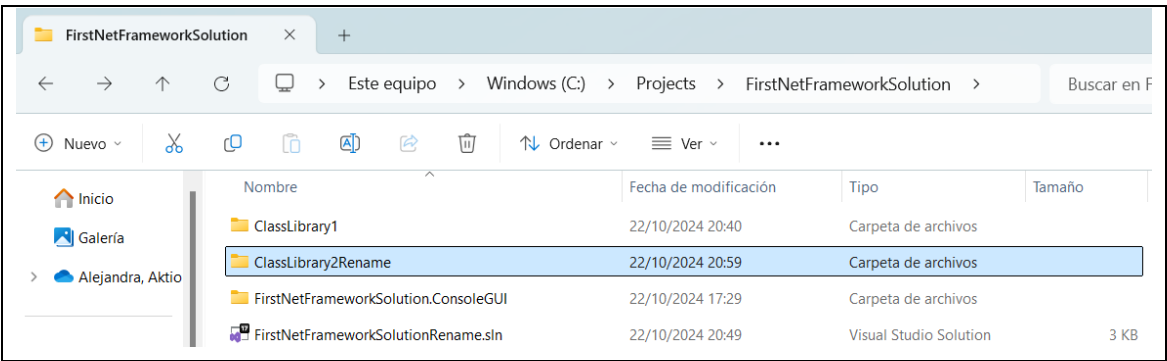 FirstNetFrameworkSolution
Este equipo > Windows (C:) > Projects > FirstNetFrameworkSolution > Buscar en F
Nuevo Ordenar Ver
Nombre Fecha de modificación Tipo Tamaño
Inicio
Galería
Alejandra, Aktio
ClassLibrary1 22/10/2024 20:40 Carpeta de archivos
ClassLibrary2Rename 22/10/2024 20:59 Carpeta de archivos
FirstNetFrameworkSolution.ConsoleGUI 22/10/2024 17:29 Carpeta de archivos
FirstNetFrameworkSolutionRename.sln 22/10/2024 20:49 Visual Studio Solution 3 KB